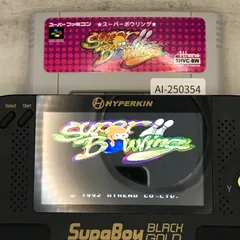 スーパーファミコン ★スーパーボウリング★
Super Bowling
Athena
SHVC-BW
AI-250354
Select Start HYPERKIN
Super Bowling
© 1992 ATHENA CO.,LTD.
Y
SupaBoy BLACK GOLD